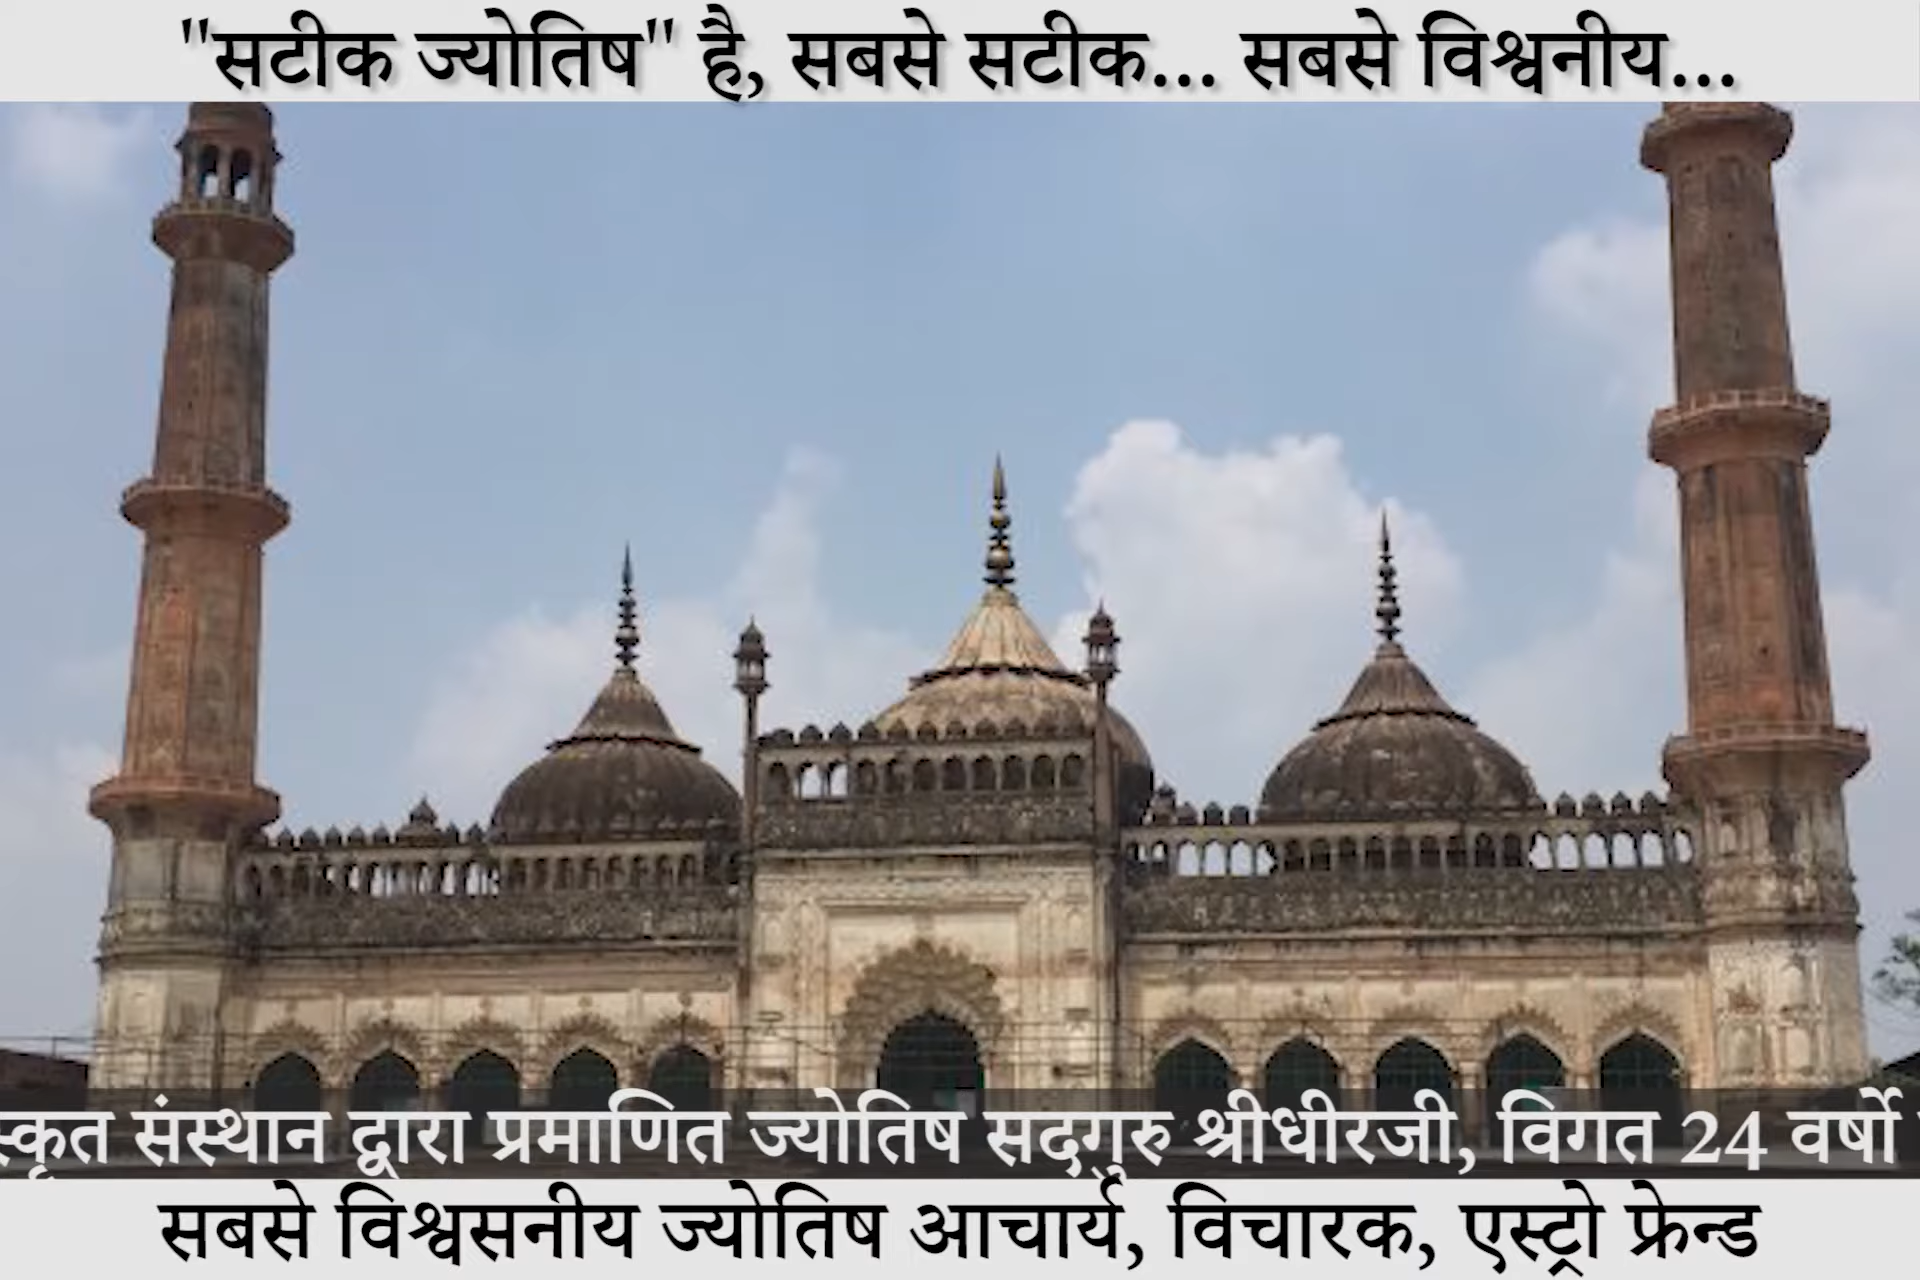 "सटीक ज्योतिष" है, सबसे सटीक... सबसे विश्वनीय...
संस्थान द्वारा प्रमाणित ज्योतिष सदगुरु श्रीधीरजी, विगत 24 वर्षो
सबसे विश्वसनीय ज्योतिष आचार्य, विचारक, एस्ट्रो फ्रेन्ड